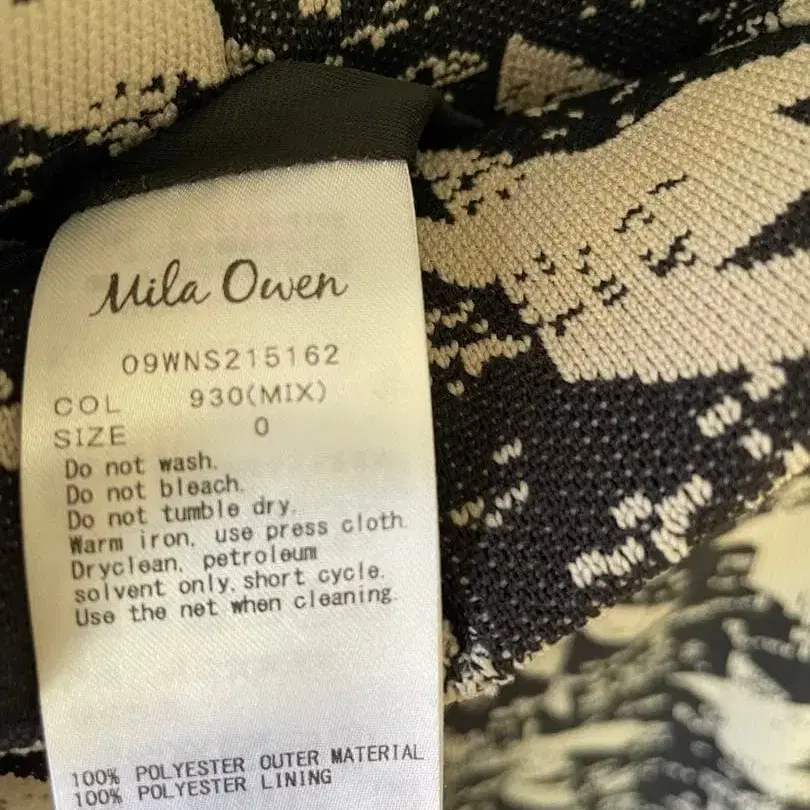 Mila Owen
09WNS215162
COL 930(MIX)
SIZE 0
Do not wash.
Do not bleach.
Do not tumble dry.
Warm iron, use press cloth.
Dryclean, petroleum
solvent only, short cycle.
Use the net when cleaning.
100% POLYESTER OUTER MATERIAL
100% POLYESTER LINING